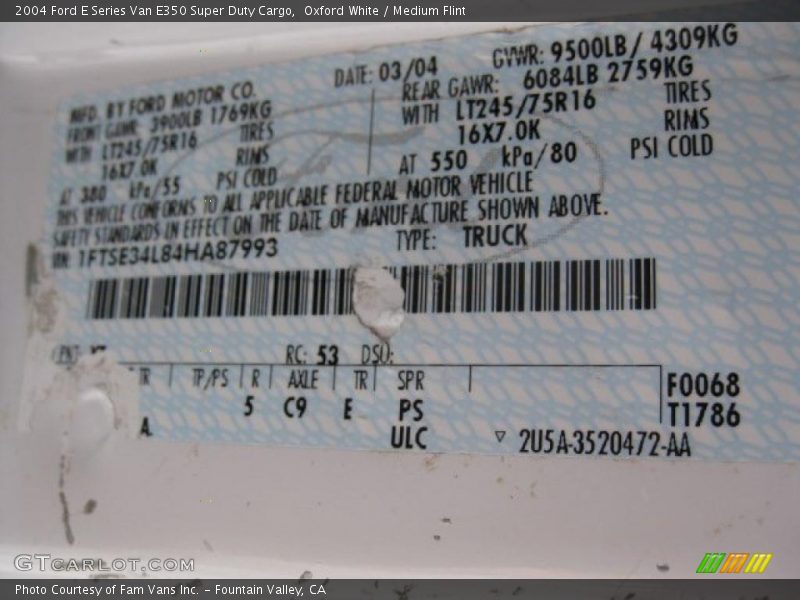 2004 Ford E Series Van E350 Super Duty Cargo,  Oxford White / Medium Flint
MFD. BY FORD MOTOR CO.
DATE: 03/04
GVWR: 9500LB / 4309KG
FRONT GAWR: 3900LB 1769KG
REAR GAWR: 6084LB 2759KG
WITH LT245/75R16 TIRES
WITH LT245/75R16 TIRES
16X7.0K RIMS
16X7.0K RIMS
AT 380 kPa/55 PSI COLD
AT 550 kPa/80 PSI COLD
THIS VEHICLE CONFORMS TO ALL APPLICABLE FEDERAL MOTOR VEHICLE
SAFETY STANDARDS IN EFFECT ON THE DATE OF MANUFACTURE SHOWN ABOVE.
VIN: 1FTSE34L84HA87993
TYPE: TRUCK
RC: 53 DSO:
TR TP/PS R AXLE TR SPR
F0068
5 C9 E PS
T1786
A
ULC
▽ 2U5A-3520472-AA
GTCARLOT.COM
Photo Courtesy of Fam Vans Inc. - Fountain Valley, CA